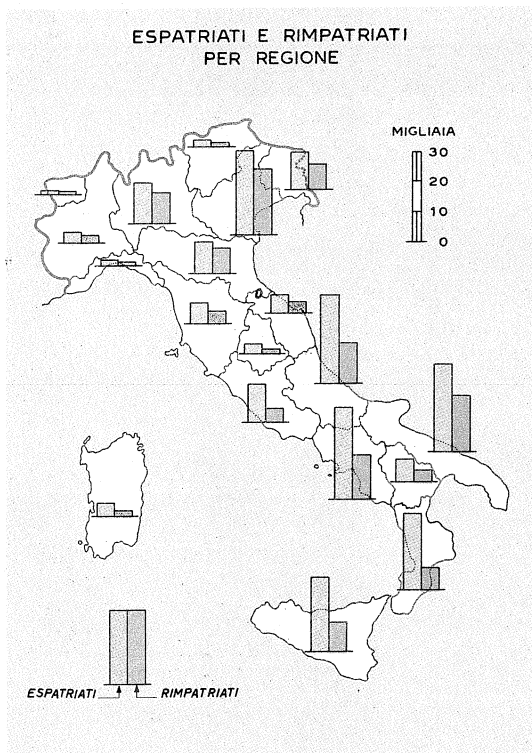 ESPATRIATI E RIMPATRIATI
PER REGIONE
MIGLIAIA
30
20
10
0
ESPATRIATI RIMPATRIATI